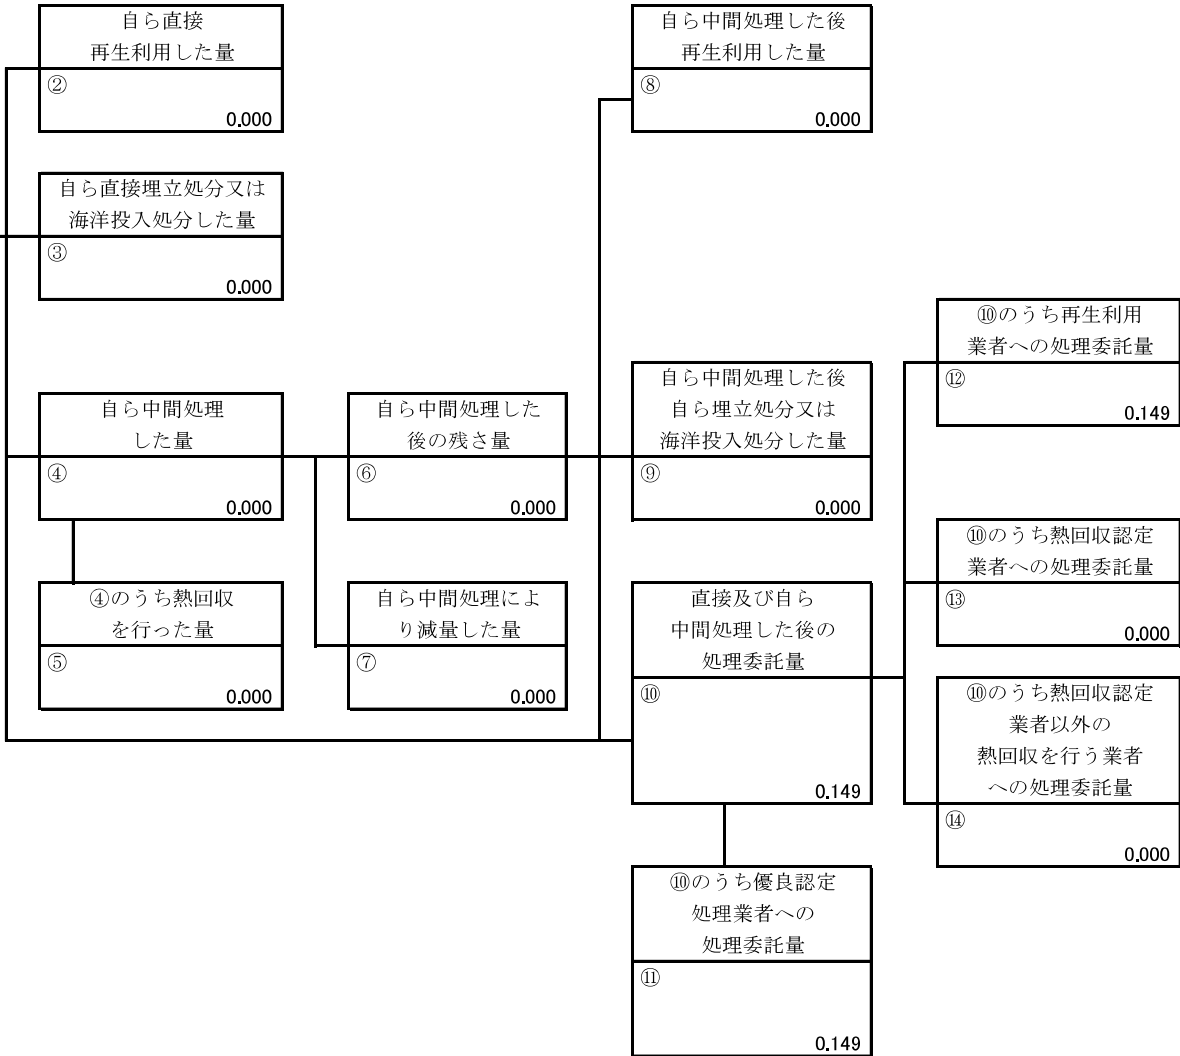 自ら直接
再生利用した量
②
0.000
自ら中間処理した後
再生利用した量
⑧
0.000
自ら直接埋立処分又は
海洋投入処分した量
③
0.000
⑩のうち再生利用
業者への処理委託量
⑫
0.149
自ら中間処理
した量
④
0.000
自ら中間処理した
後の残さ量
⑥
0.000
自ら中間処理した後
自ら埋立処分又は
海洋投入処分した量
⑨
0.000
⑩のうち熱回収認定
業者への処理委託量
⑬
0.000
④のうち熱回収
を行った量
⑤
0.000
自ら中間処理によ
り減量した量
⑦
0.000
直接及び自ら
中間処理した後の
処理委託量
⑩
0.149
⑩のうち熱回収認定
業者以外の
熱回収を行う業者
への処理委託量
⑭
0.000
⑩のうち優良認定
処理業者への
処理委託量
⑪
0.149